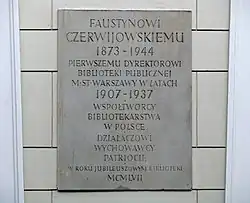 FAUSTYNOWI
CZERWIJOWSKIEMU
1873-1944
PIERWSZEMU DYREKTOROWI
BIBLIOTEKI PUBLICZNEJ
M·ST·WARSZAWY W LATACH
1907-1937
WSPÓŁTWÓRCY
BIBLIOTEKARSTWA
W POLSCE
DZIAŁACZOWI
WYCHOWAWCY
PATRIOCIE
W ROKU JUBILEUSZOWYM BIBLIOTEKI
MCMLVII